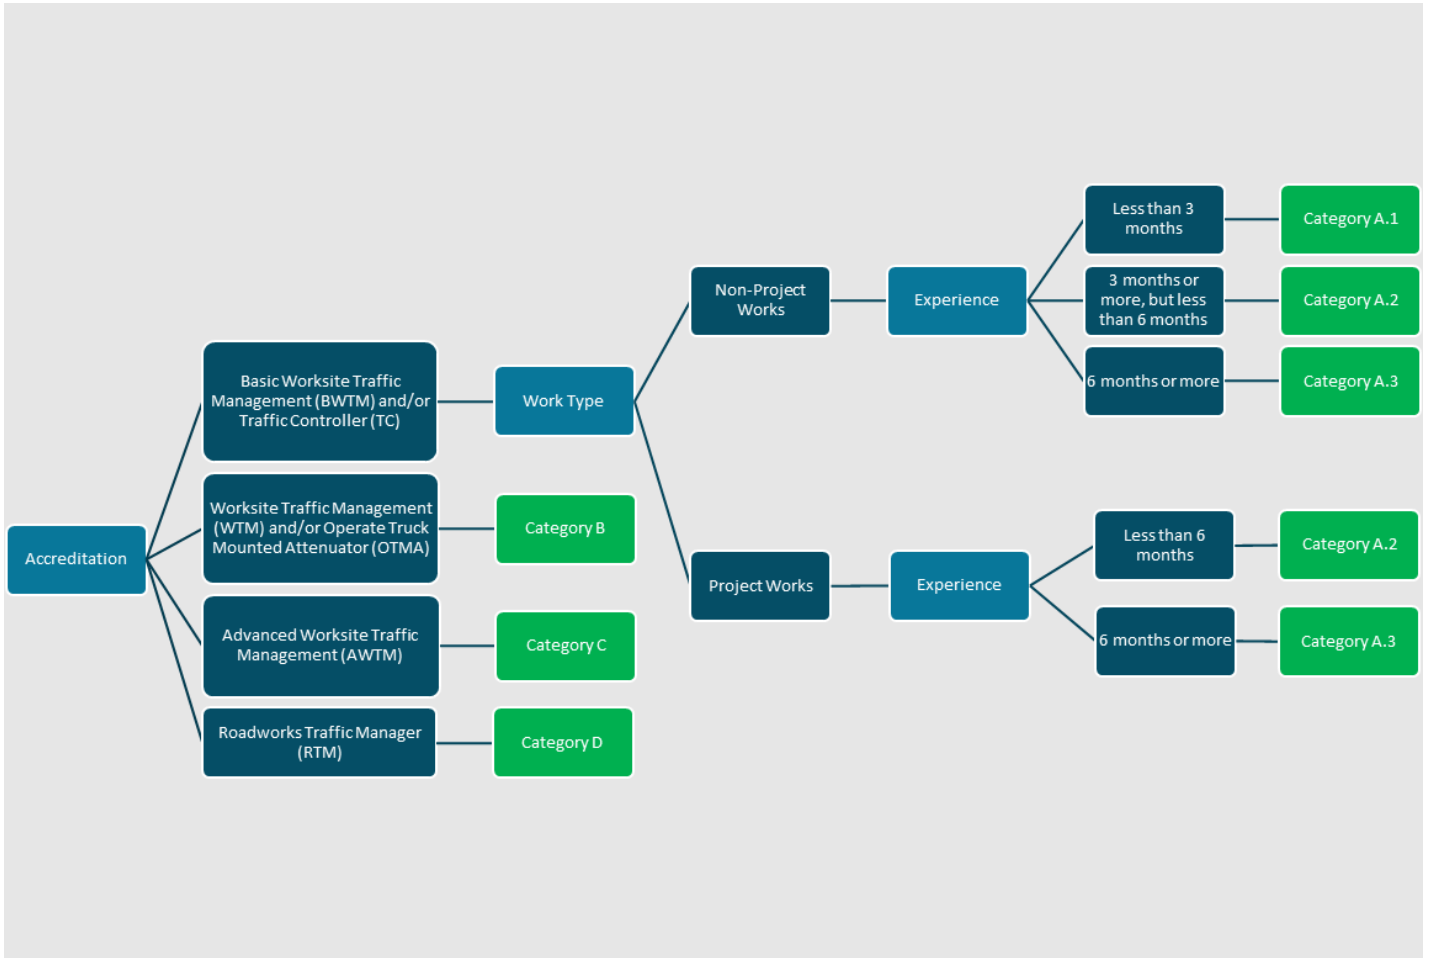 Accreditation
Basic Worksite Traffic
Management (BWTM) and/or
Traffic Controller (TC)
Work Type
Non-Project
Works
Experience
Less than 3
months
Category A.1
3 months or
more, but less
than 6 months
Category A.2
6 months or more
Category A.3
Project Works
Experience
Less than 6
months
Category A.2
6 months or more
Category A.3
Worksite Traffic Management
(WTM) and/or Operate Truck
Mounted Attenuator (OTMA)
Category B
Advanced Worksite Traffic
Management (AWTM)
Category C
Roadworks Traffic Manager
(RTM)
Category D